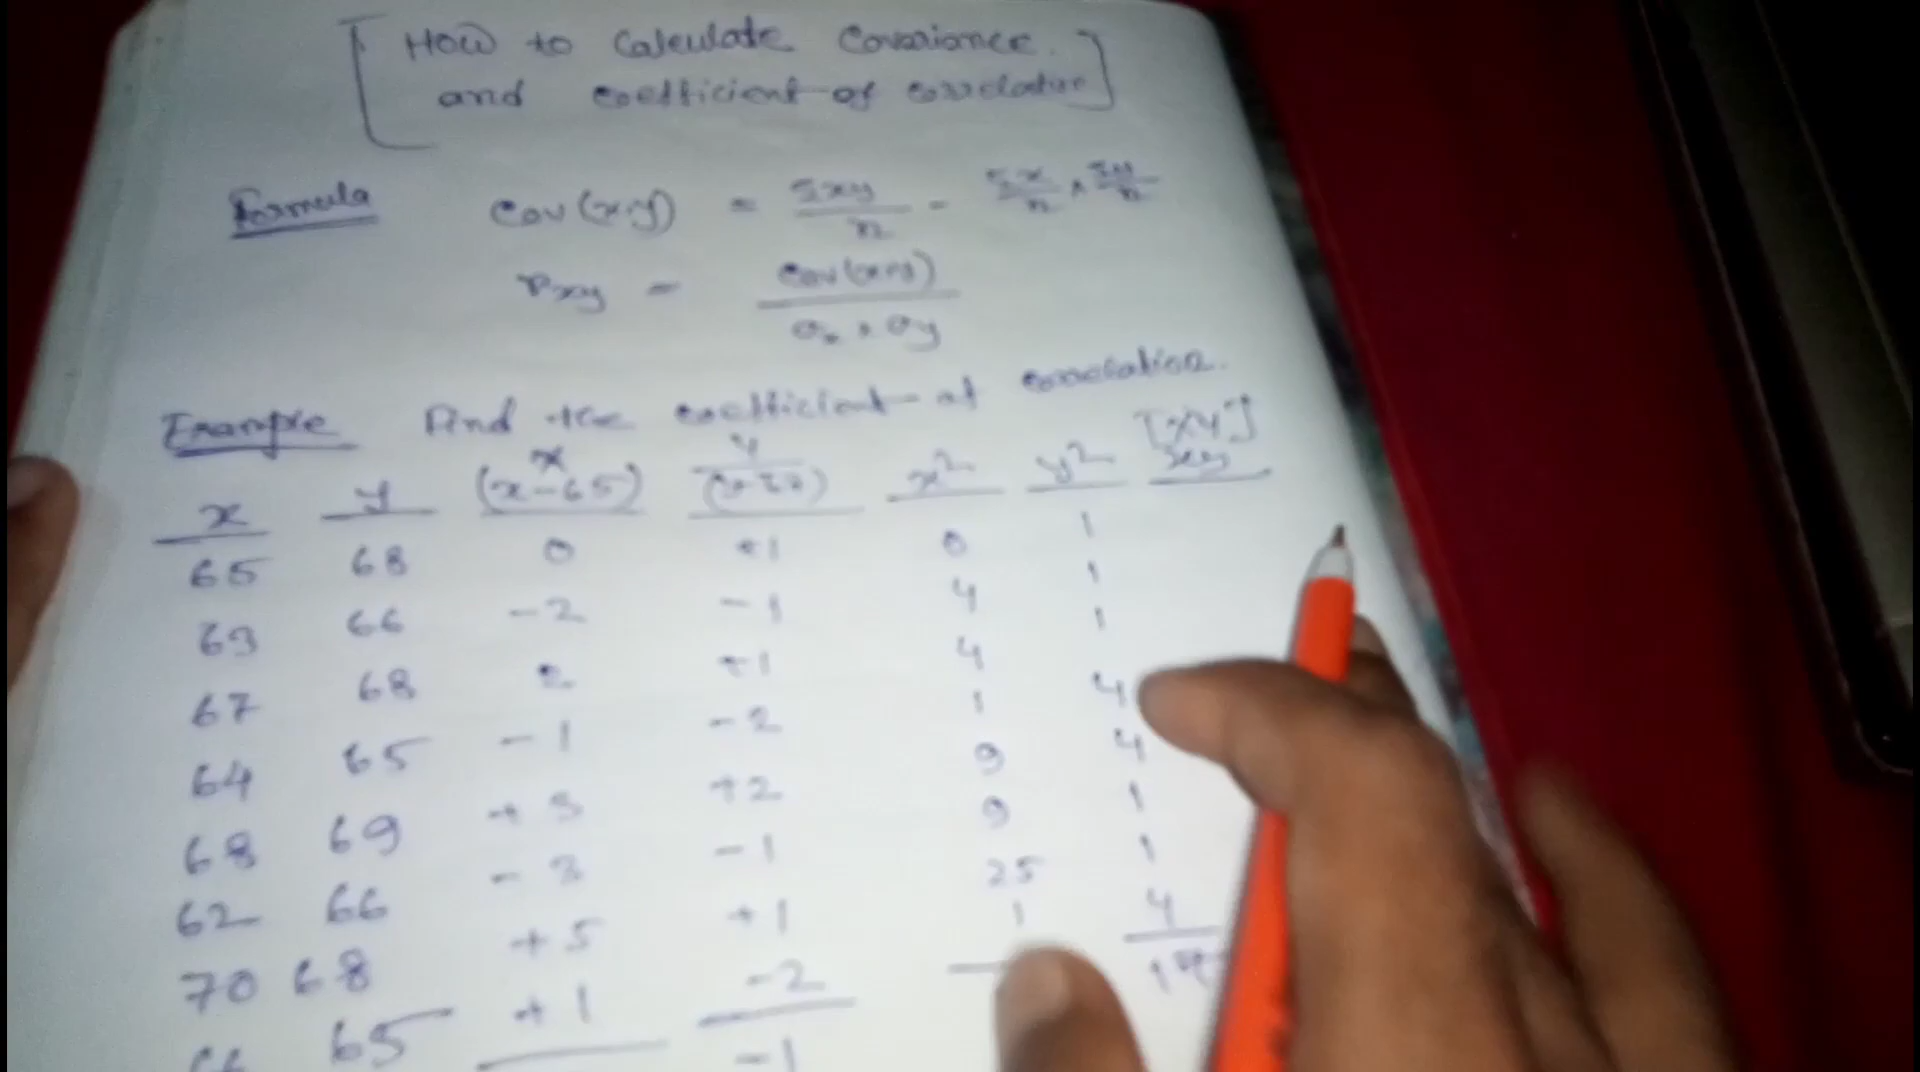 [How to Calculate Covariance
and coefficient of correlation]
Formula Cov(x,y) = Σxy/n - Σx/n × Σy/n
rxy = Cov(x,y)/σx × σy
Example Find the coefficient of correlation.
x y [XY]
x y (x-65) (y-67) x² y² xy
65 68 0 +1 0 1
63 66 -2 -1 4 1
67 68 2 +1 4 1
64 65 -1 -2 1 4
68 69 +3 +2 9 4
62 66 -3 -1 9 1
70 68 +5 +1 25 1
66 65 +1 -2 1 4
-1